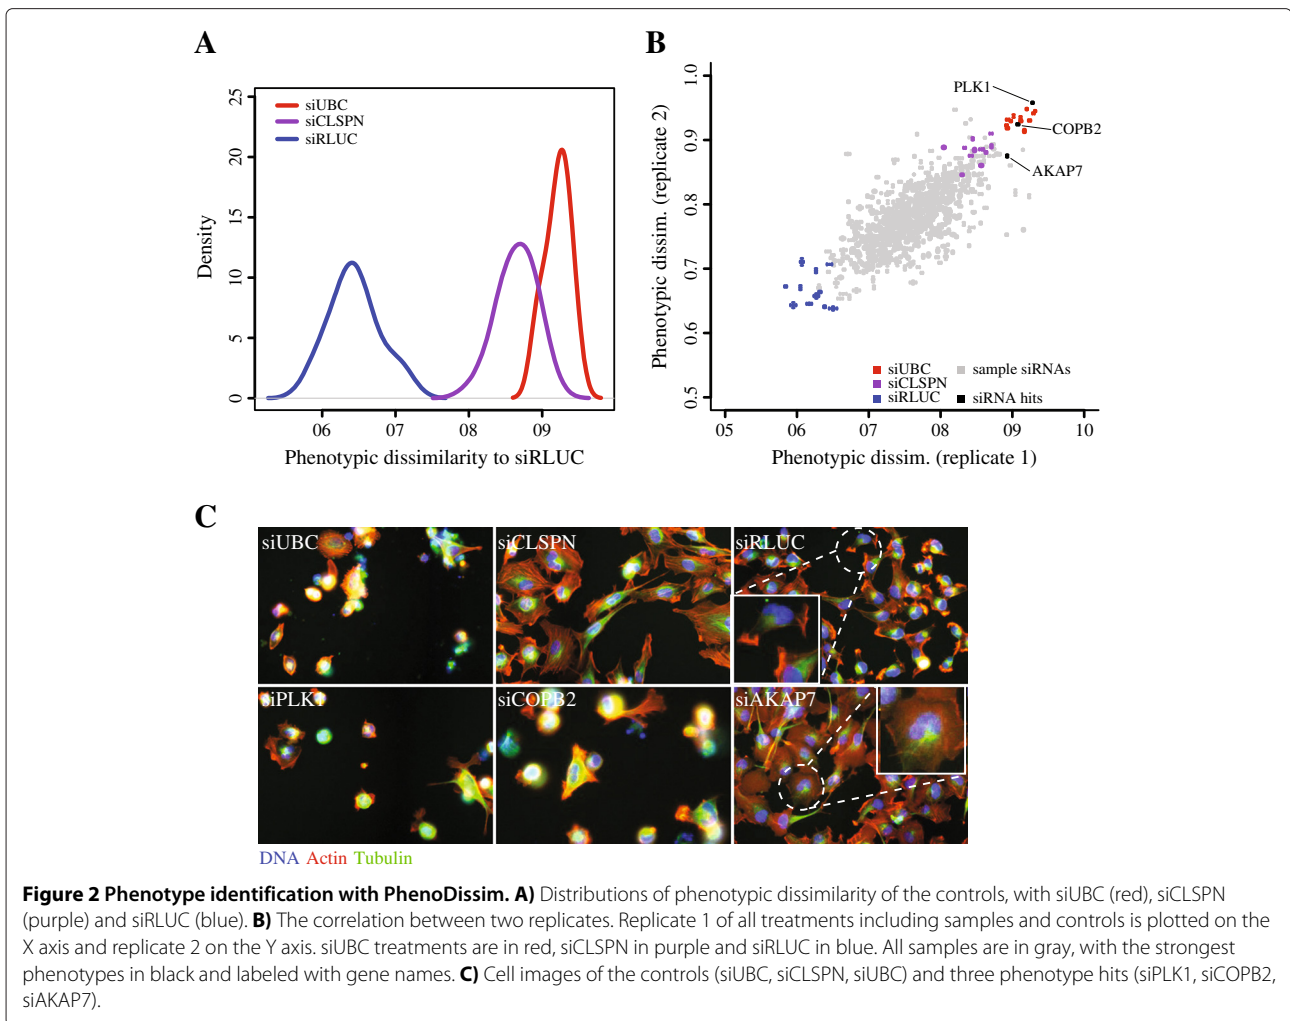 A
B
25
20
15
10
5
0
Density
siUBC
siCLSPN
siRLUC
06 07 08 09
Phenotypic dissimilarity to siRLUC
1.0
0.9
0.8
0.7
0.6
0.5
Phenotypic dissim. (replicate 2)
PLK1
COPB2
AKAP7
siUBC
siCLSPN
siRLUC
sample siRNAs
siRNA hits
05 06 07 08 09 10
Phenotypic dissim. (replicate 1)
C
siUBC
siCLSPN
siRLUC
siPLK1
siCOPB2
siAKAP7
DNA Actin Tubulin
Figure 2 Phenotype identification with PhenoDissim. A) Distributions of phenotypic dissimilarity of the controls, with siUBC (red), siCLSPN
(purple) and siRLUC (blue). B) The correlation between two replicates. Replicate 1 of all treatments including samples and controls is plotted on the
X axis and replicate 2 on the Y axis. siUBC treatments are in red, siCLSPN in purple and siRLUC in blue. All samples are in gray, with the strongest
phenotypes in black and labeled with gene names. C) Cell images of the controls (siUBC, siCLSPN, siUBC) and three phenotype hits (siPLK1, siCOPB2,
siAKAP7).